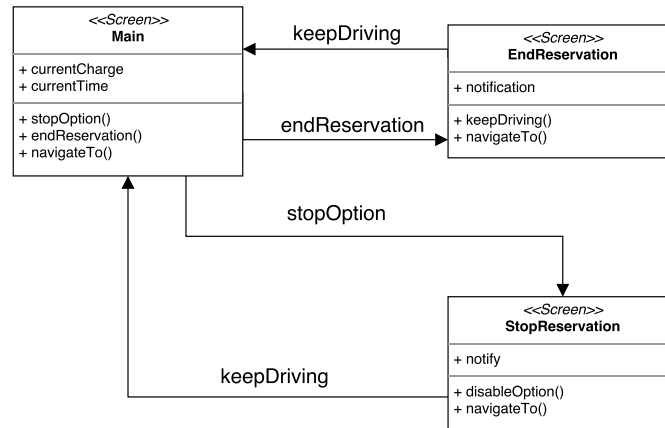 <<Screen>>
Main
+ currentCharge
+ currentTime
+ stopOption()
+ endReservation()
+ navigateTo()
keepDriving
endReservation
<<Screen>>
EndReservation
+ notification
+ keepDriving()
+ navigateTo()
stopOption
keepDriving
<<Screen>>
StopReservation
+ notify
+ disableOption()
+ navigateTo()